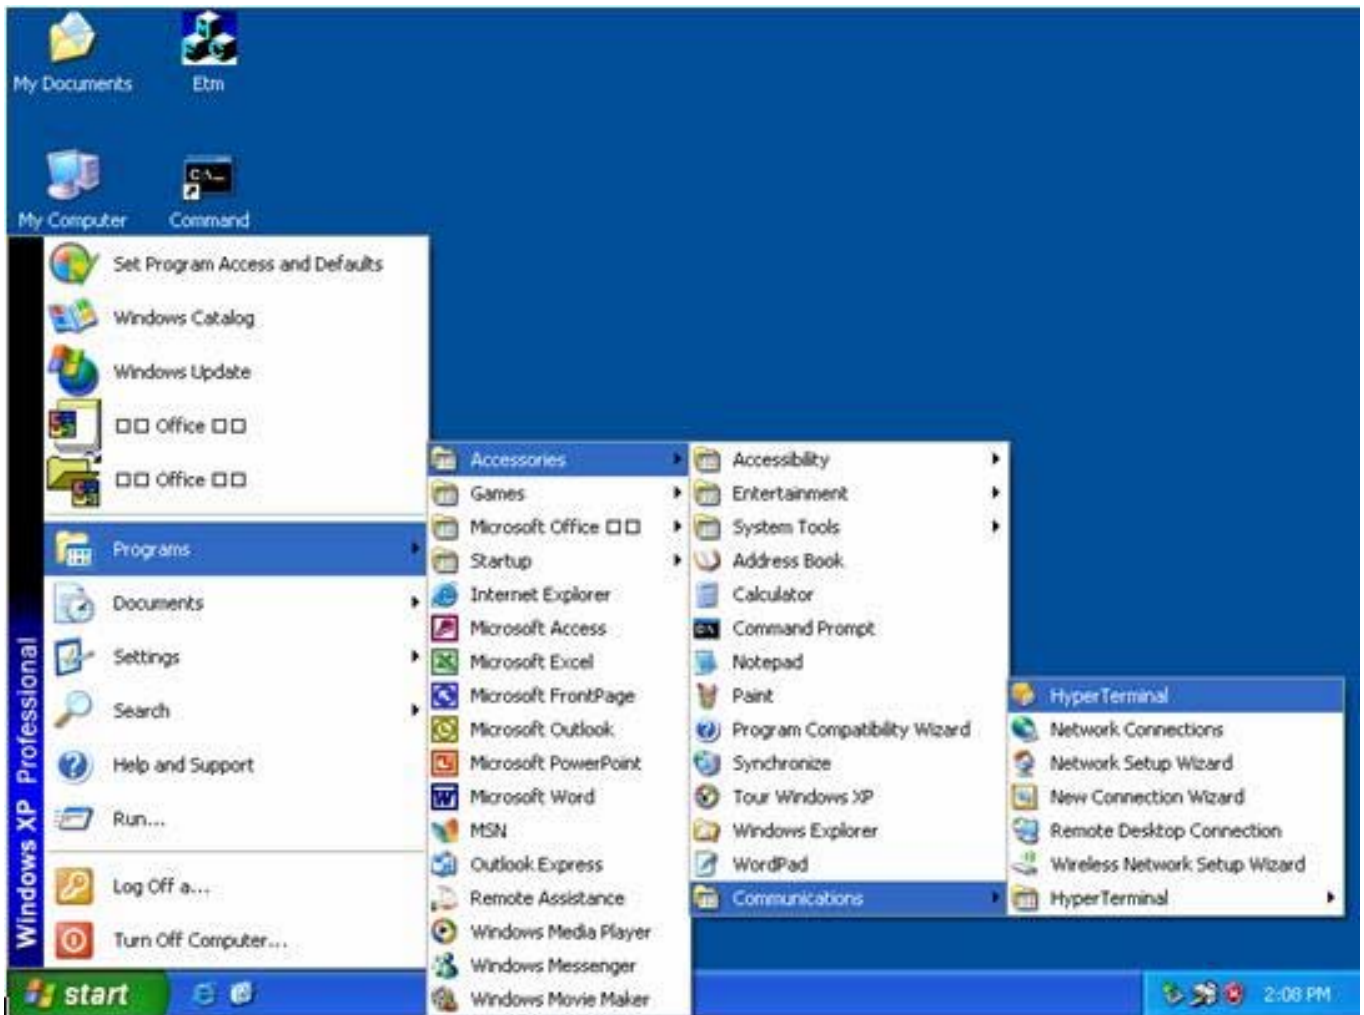 My Documents
Etm
My Computer
Command
Set Program Access and Defaults
Windows Catalog
Windows Update
□□ Office □□
□□ Office □□
Programs
Documents
Settings
Search
Help and Support
Run...
Log Off a...
Turn Off Computer...
Windows XP Professional
Accessories
Games
Microsoft Office □□
Startup
Internet Explorer
Microsoft Access
Microsoft Excel
Microsoft FrontPage
Microsoft Outlook
Microsoft PowerPoint
Microsoft Word
MSN
Outlook Express
Remote Assistance
Windows Media Player
Windows Messenger
Windows Movie Maker
Accessibility
Entertainment
System Tools
Address Book
Calculator
Command Prompt
Notepad
Paint
Program Compatibility Wizard
Synchronize
Tour Windows XP
Windows Explorer
WordPad
Communications
HyperTerminal
Network Connections
Network Setup Wizard
New Connection Wizard
Remote Desktop Connection
Wireless Network Setup Wizard
HyperTerminal
start
2:08 PM